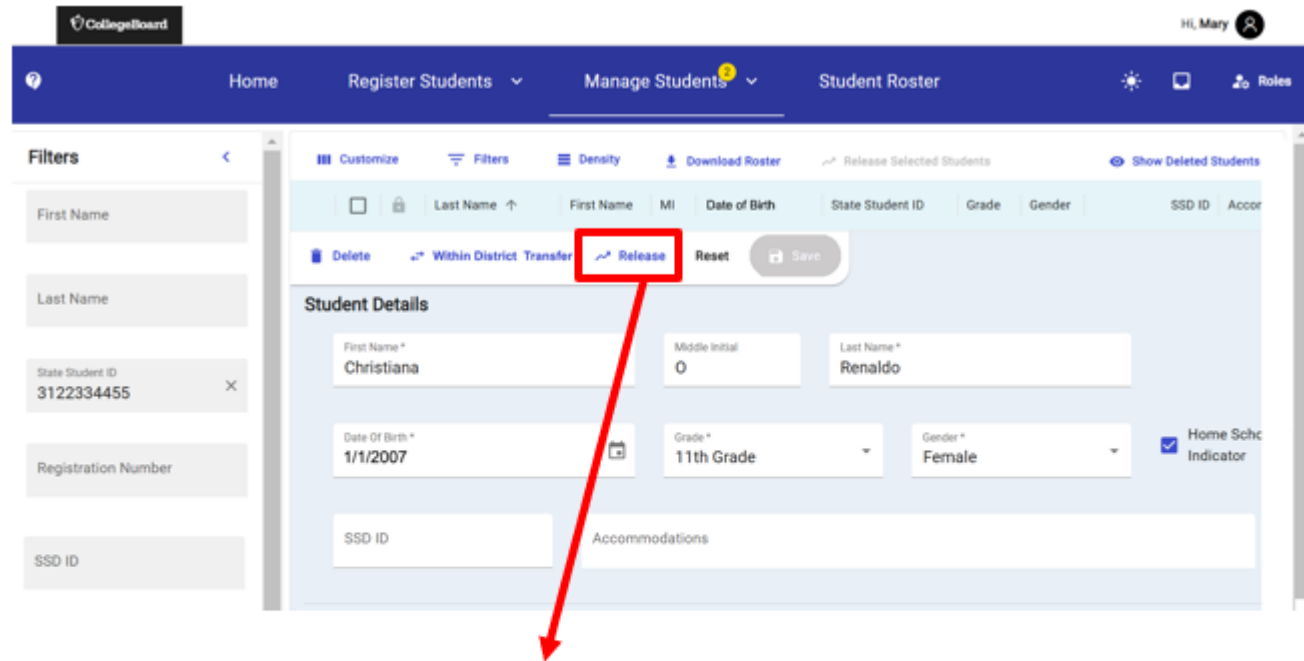 CollegeBoard
Hi, Mary
Home Register Students Manage Students 2 Student Roster Roles
Filters
First Name
Last Name
State Student ID
3122334455
Registration Number
SSD ID
Customize Filters Density Download Roster Release Selected Students Show Deleted Students
Last Name First Name MI Date of Birth State Student ID Grade Gender SSD ID Accor
Delete Within District Transfer Release Reset Save
Student Details
First Name * Middle Initial Last Name *
Christiana O Renaldo
Date Of Birth * Grade * Gender *
1/1/2007 11th Grade Female
Home Scho
Indicator
SSD ID Accommodations